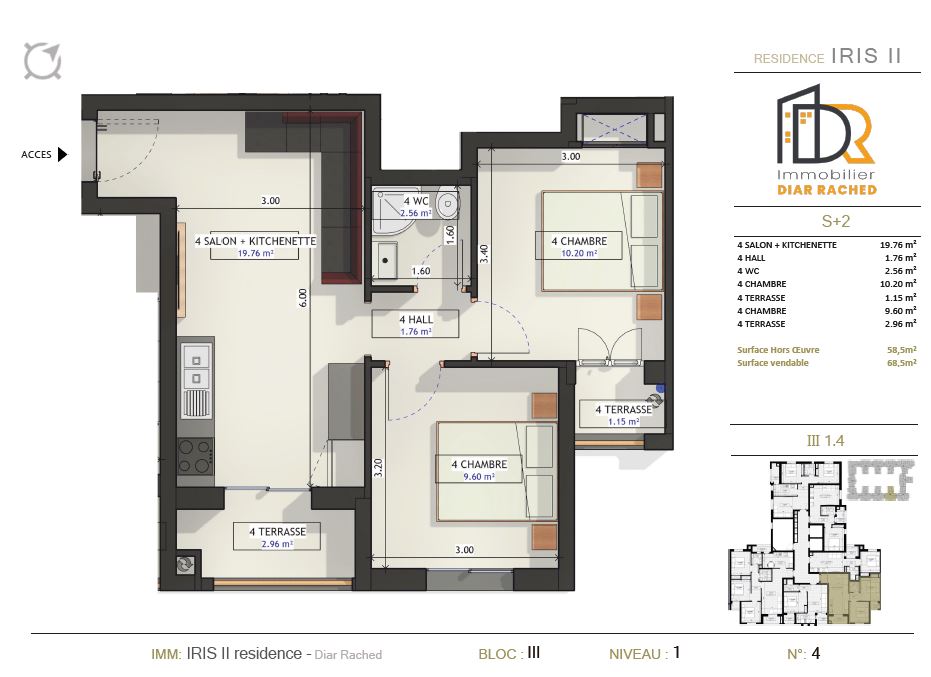 RESIDENCE IRIS II
DR
Immobilier
DIAR RACHED
S+2
4 SALON + KITCHENETTE 19.76 m²
4 HALL 1.76 m²
4 WC 2.56 m²
4 CHAMBRE 10.20 m²
4 TERRASSE 1.15 m²
4 CHAMBRE 9.60 m²
4 TERRASSE 2.96 m²
Surface Hors Œuvre 58,5m²
Surface vendable 68,5m²
III 1.4
ACCES
3.00
4 SALON + KITCHENETTE
19.76 m²
6.00
4 WC
2.56 m²
1.60
1.60
3.00
3.40
4 CHAMBRE
10.20 m²
4 HALL
1.76 m²
4 TERRASSE
1.15 m²
3.20
4 CHAMBRE
9.60 m²
3.00
4 TERRASSE
2.96 m²
IMM: IRIS II residence - Diar Rached BLOC : III NIVEAU : 1 N°: 4